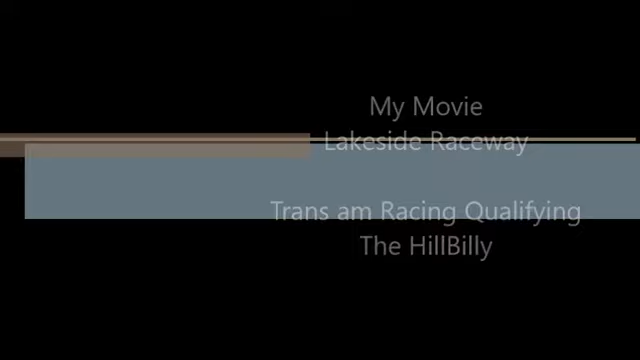 My Movie
Lakeside Raceway
Trans am Racing Qualifying
The HillBilly